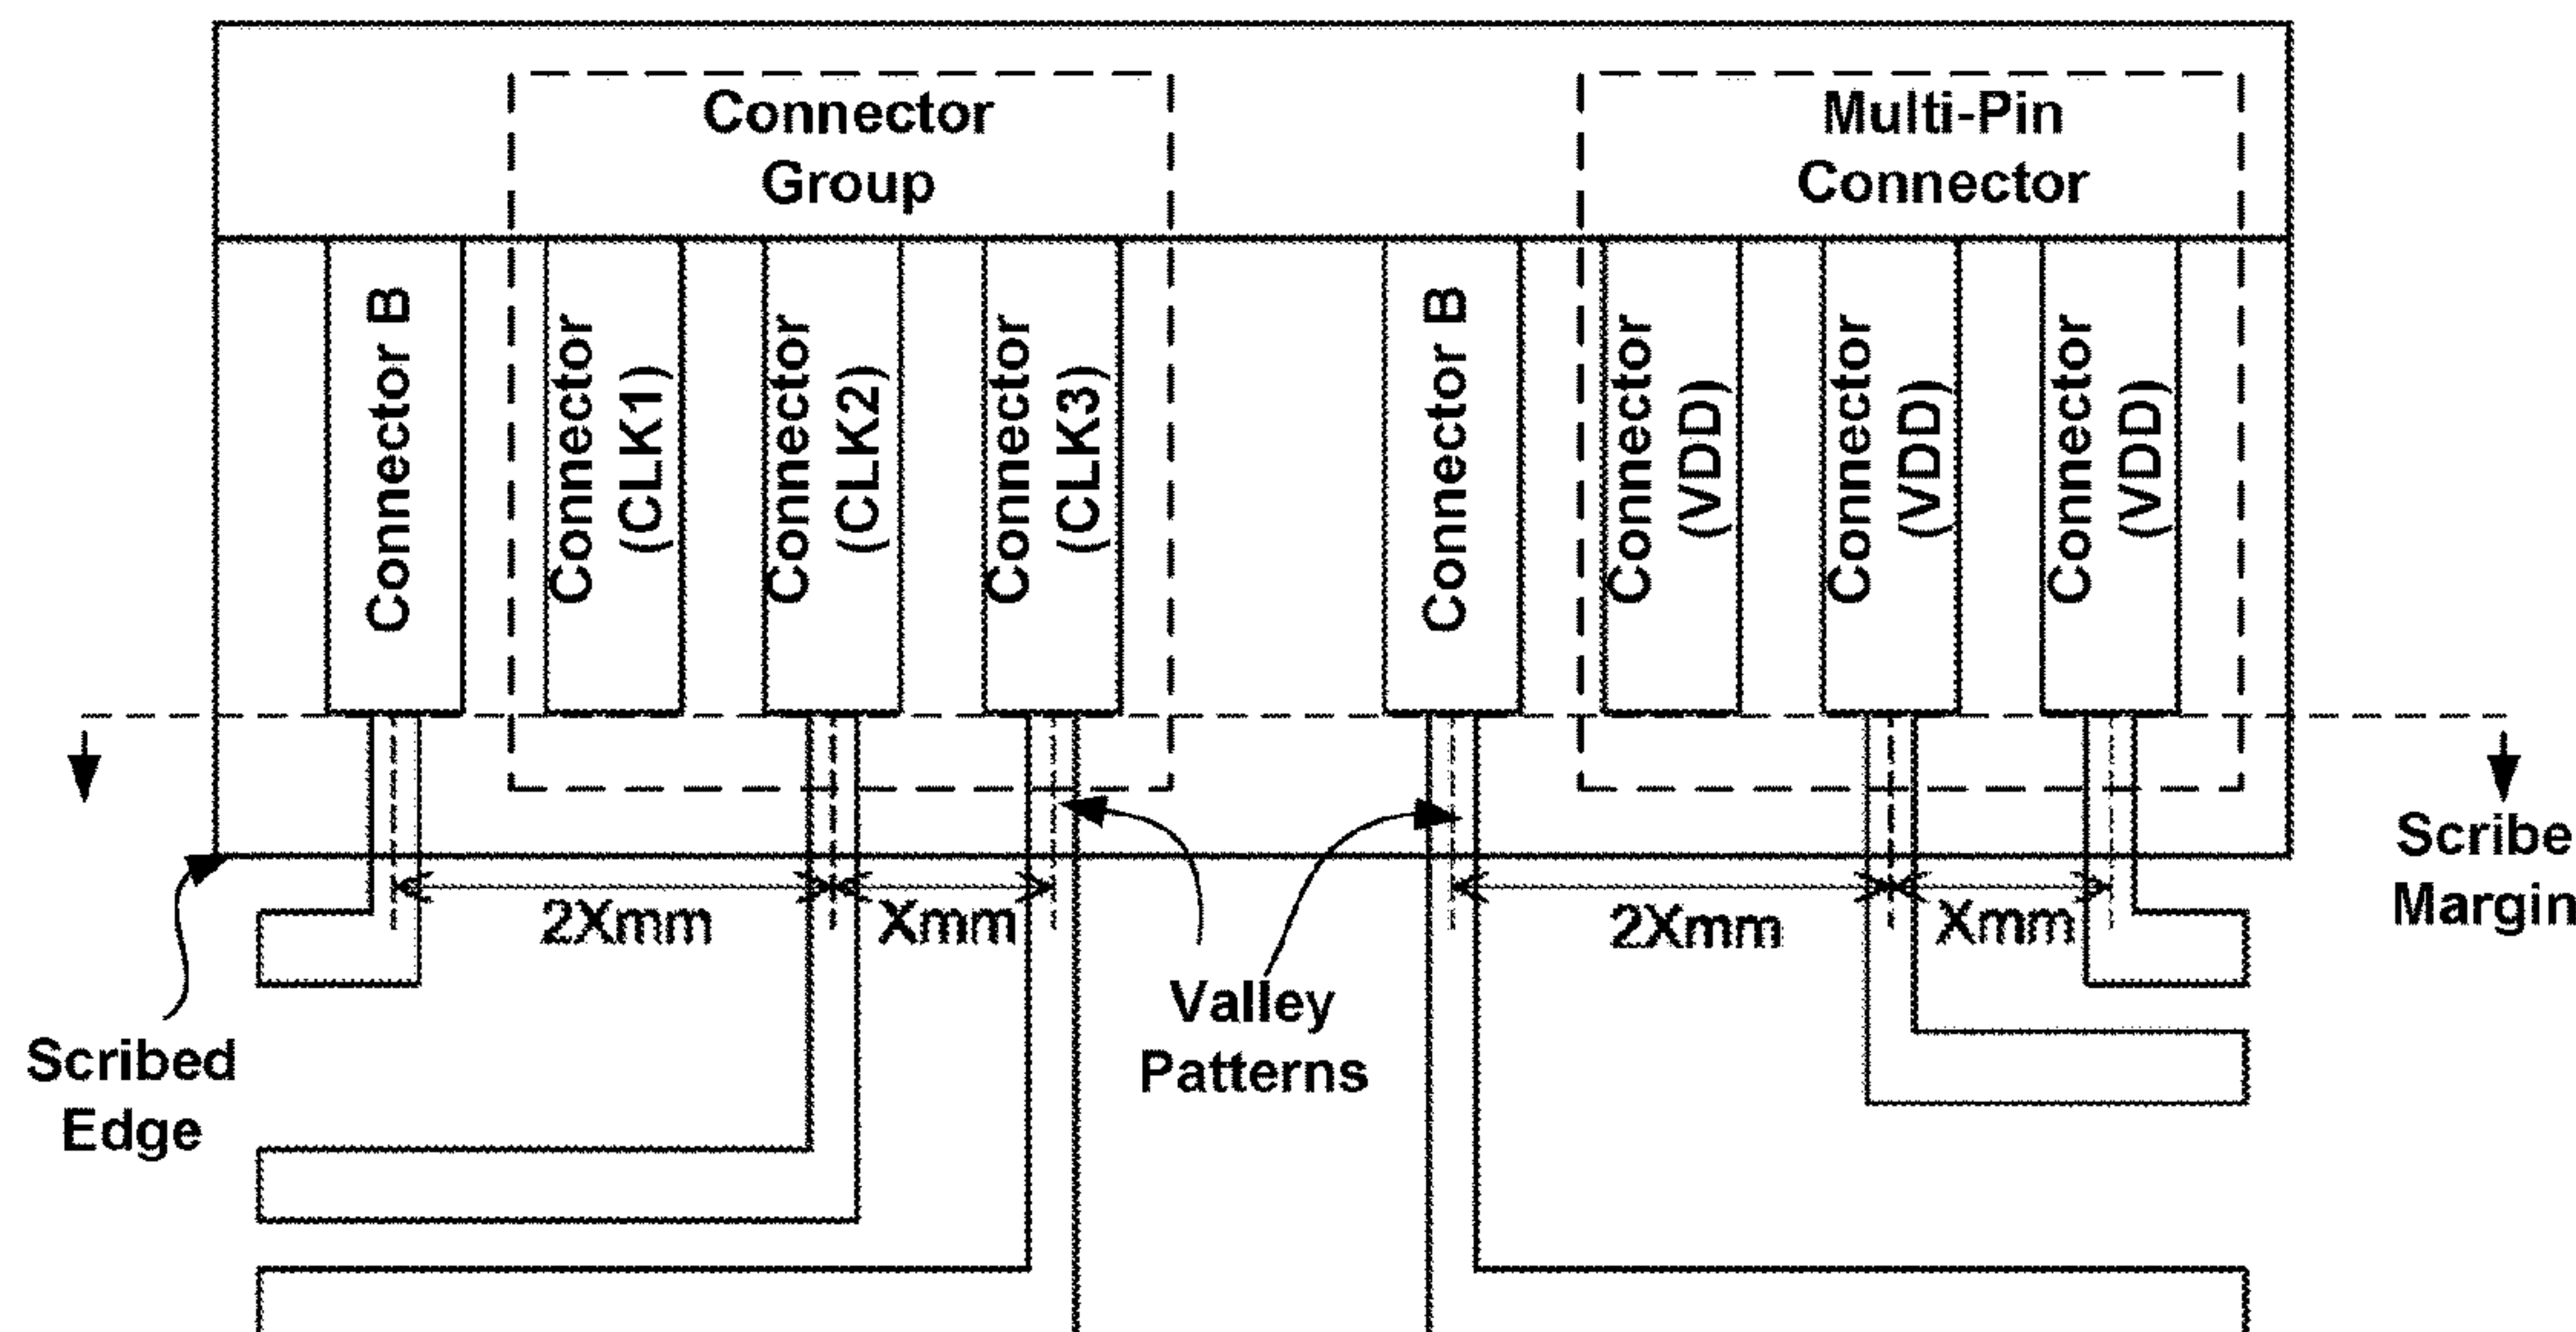 Connector
Group
Multi-Pin
Connector
Connector B
Connector
(CLK1)
Connector
(CLK2)
Connector
(CLK3)
Connector B
Connector
(VDD)
Connector
(VDD)
Connector
(VDD)
Scribe
Margin
2Xmm
Xmm
2Xmm
Xmm
Valley
Patterns
Scribed
Edge